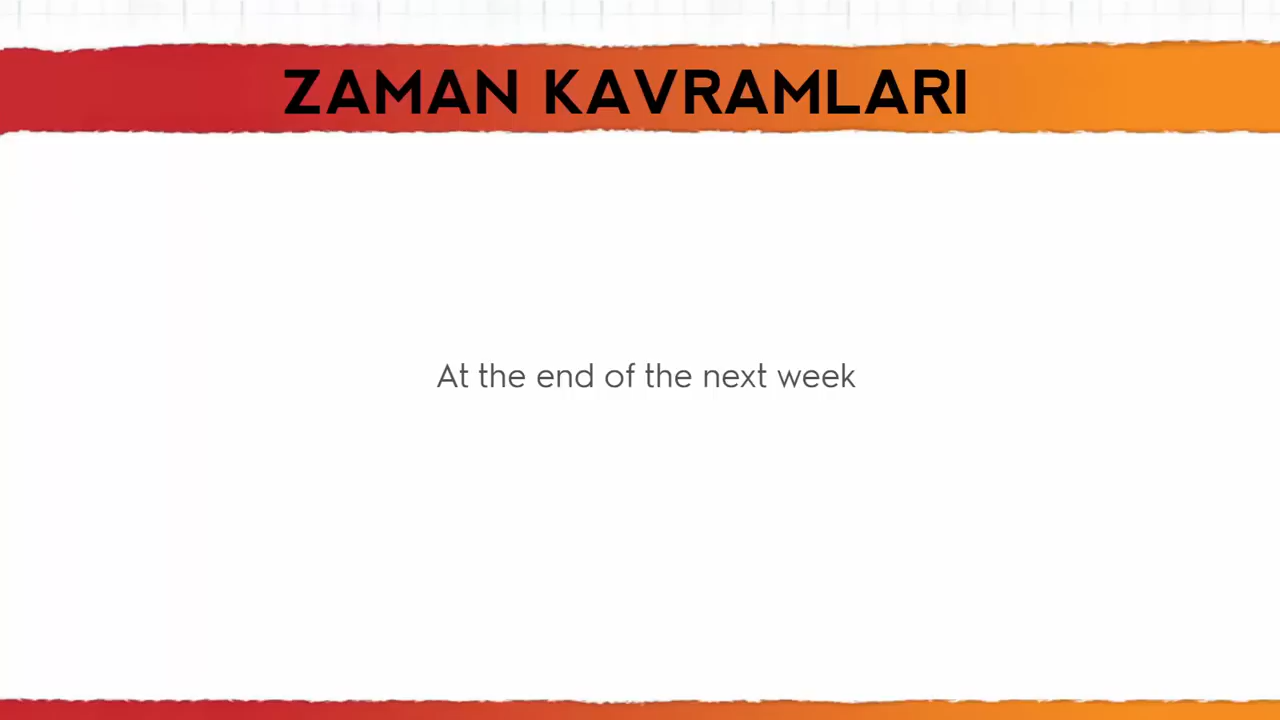 ZAMAN KAVRAMLARI
At the end of the next week